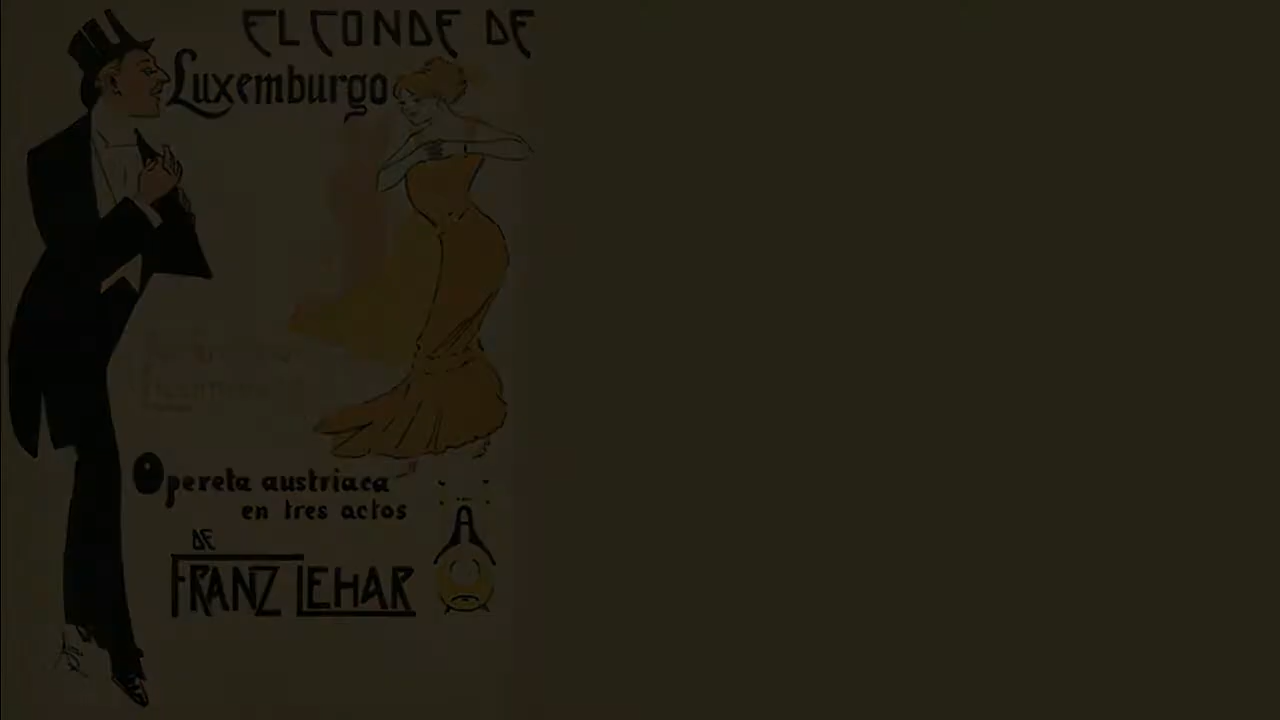 EL CONDE DE
Luxemburgo
Opereta austriaca
en tres actos
DE
FRANZ LEHAR